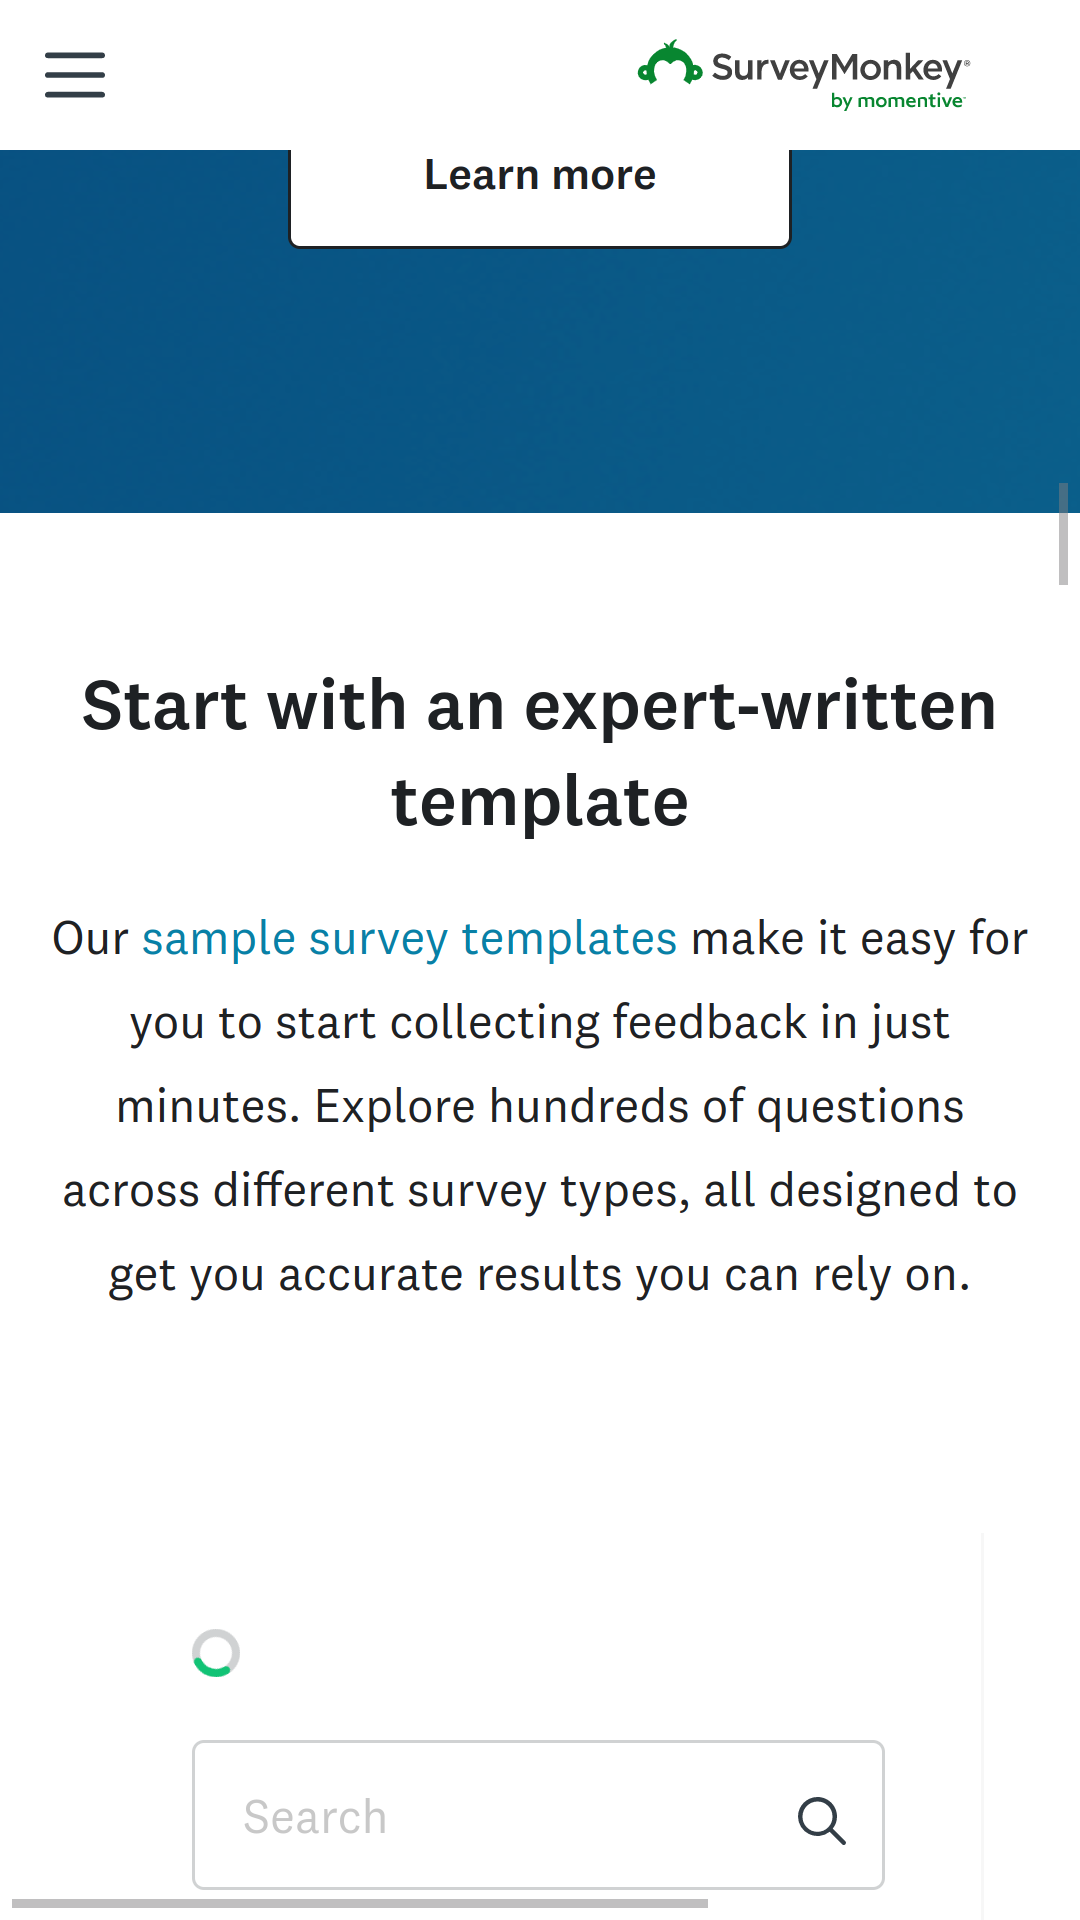 SurveyMonkey®
by momentive
Learn more
Start with an expert-written
template
Our sample survey templates make it easy for
you to start collecting feedback in just
minutes. Explore hundreds of questions
across different survey types, all designed to
get you accurate results you can rely on.
Search